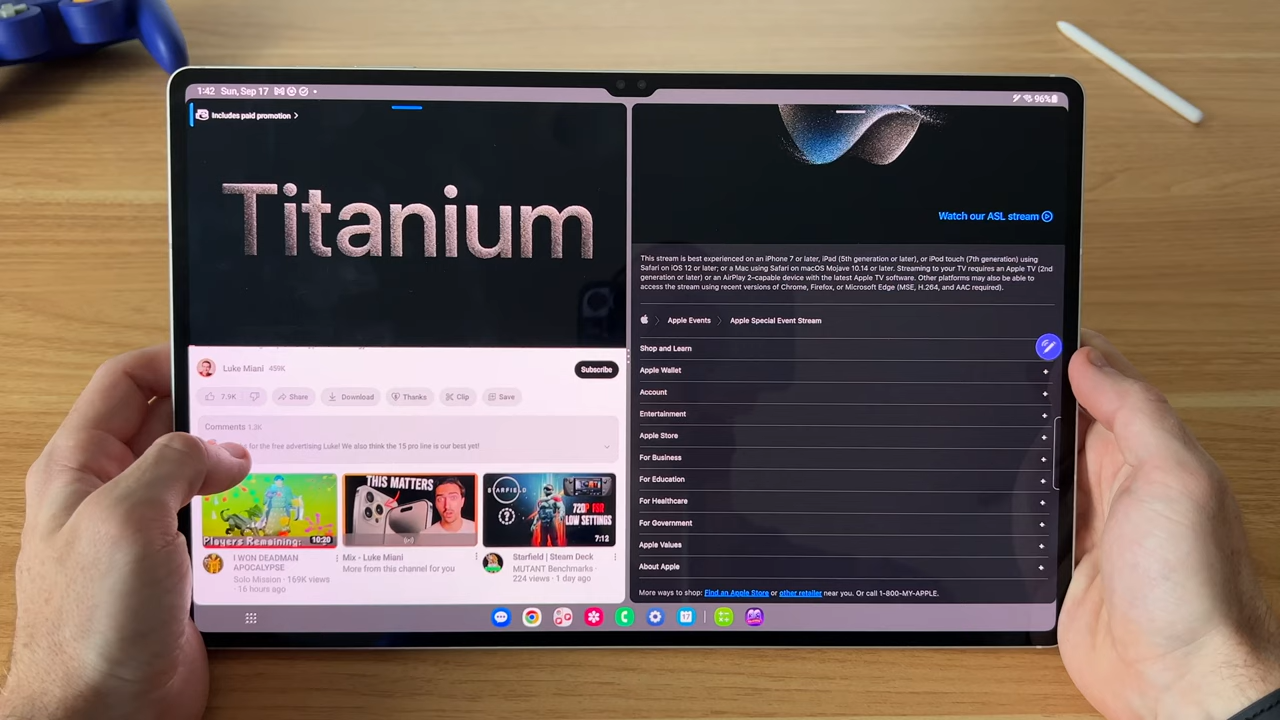 1:42 Sun, Sep 17
96%
Includes paid promotion
Titanium
Luke Miani 459K
Subscribe
7.9K
Share
Download
Thanks
Clip
Save
Comments 1.3K
for the free advertising Luke! We also think the 15 pro line is our best yet!
Players Remaining:
10:20
I WON DEADMAN
APOCALYPSE
Solo Mission · 169K views
· 16 hours ago
THIS MATTERS
Mix - Luke Miani
More from this channel for you
STARFIELD
720P FOR
LOW SETTINGS
7:12
Starfield | Steam Deck
MUTANT Benchmarks ·
224 views · 1 day ago
Watch our ASL stream
This stream is best experienced on an iPhone 7 or later, iPad (5th generation or later), or iPod touch (7th generation) using
Safari on iOS 12 or later; or a Mac using Safari on macOS Mojave 10.14 or later. Streaming to your TV requires an Apple TV (2nd
generation or later) or an AirPlay 2-capable device with the latest Apple TV software. Other platforms may also be able to
access the stream using recent versions of Chrome, Firefox, or Microsoft Edge (MSE, H.264, and AAC required).
Apple Events
Apple Special Event Stream
Shop and Learn
Apple Wallet
Account
Entertainment
Apple Store
For Business
For Education
For Healthcare
For Government
Apple Values
About Apple
More ways to shop: Find an Apple Store or other retailer near you. Or call 1-800-MY-APPLE.
17